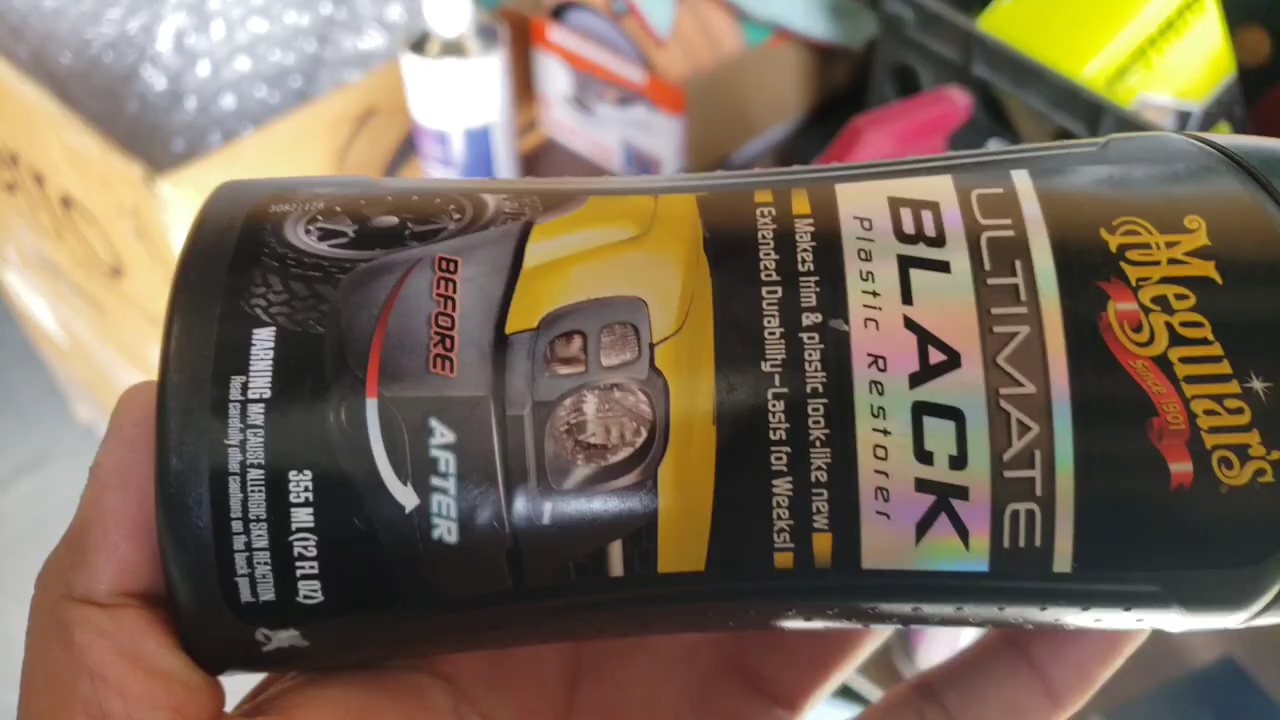 Meguiar's
Since 1901
ULTIMATE
BLACK
Plastic Restorer
Makes trim & plastic look-like new
Extended Durability–Lasts for Weeks!
BEFORE
AFTER
355 ML (12 FL OZ)
WARNING MAY CAUSE ALLERGIC SKIN REACTION.
Read carefully other cautions on the back panel.
30821128